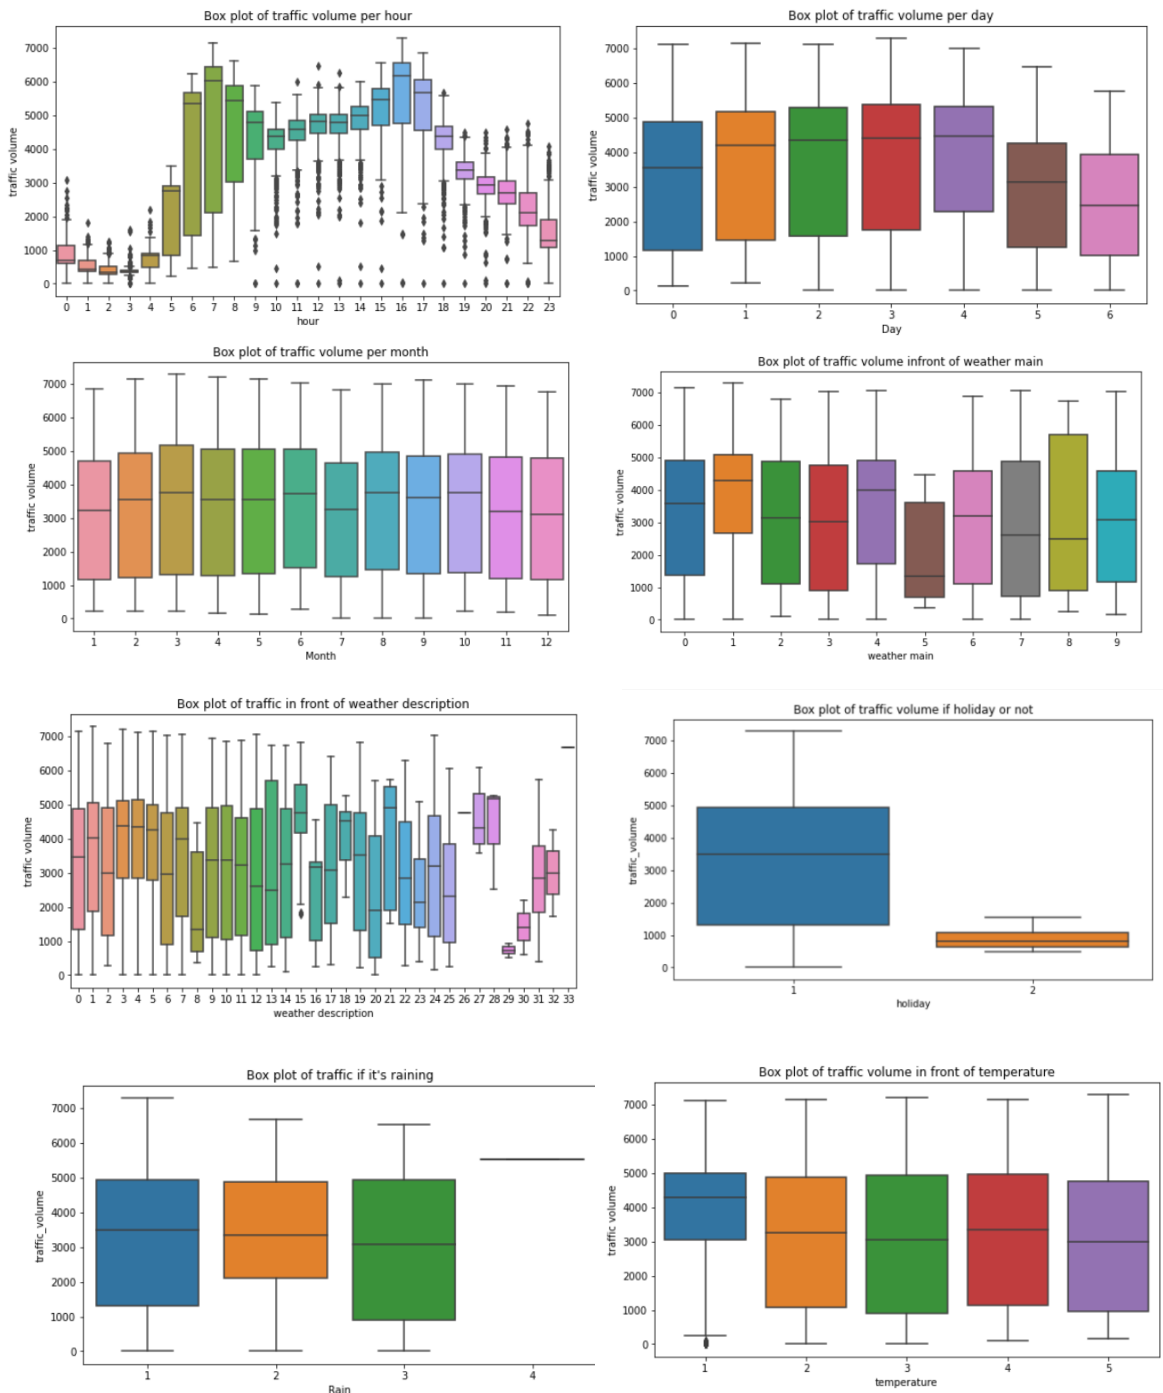 Box plot of traffic volume per hour
traffic volume
7000
6000
5000
4000
3000
2000
1000
0
0 1 2 3 4 5 6 7 8 9 10 11 12 13 14 15 16 17 18 19 20 21 22 23
hour
Box plot of traffic volume per day
traffic volume
7000
6000
5000
4000
3000
2000
1000
0
0 1 2 3 4 5 6
Day
Box plot of traffic volume per month
traffic volume
7000
6000
5000
4000
3000
2000
1000
0
1 2 3 4 5 6 7 8 9 10 11 12
Month
Box plot of traffic volume infront of weather main
traffic volume
7000
6000
5000
4000
3000
2000
1000
0
0 1 2 3 4 5 6 7 8 9
weather main
Box plot of traffic in front of weather description
traffic volume
7000
6000
5000
4000
3000
2000
1000
0
0 1 2 3 4 5 6 7 8 9 10 11 12 13 14 15 16 17 18 19 20 21 22 23 24 25 26 27 28 29 30 31 32 33
weather description
Box plot of traffic volume if holiday or not
traffic_volume
7000
6000
5000
4000
3000
2000
1000
0
1 2
holiday
Box plot of traffic if it's raining
traffic_volume
7000
6000
5000
4000
3000
2000
1000
0
1 2 3 4
Rain
Box plot of traffic volume in front of temperature
traffic volume
7000
6000
5000
4000
3000
2000
1000
0
1 2 3 4 5
temperature